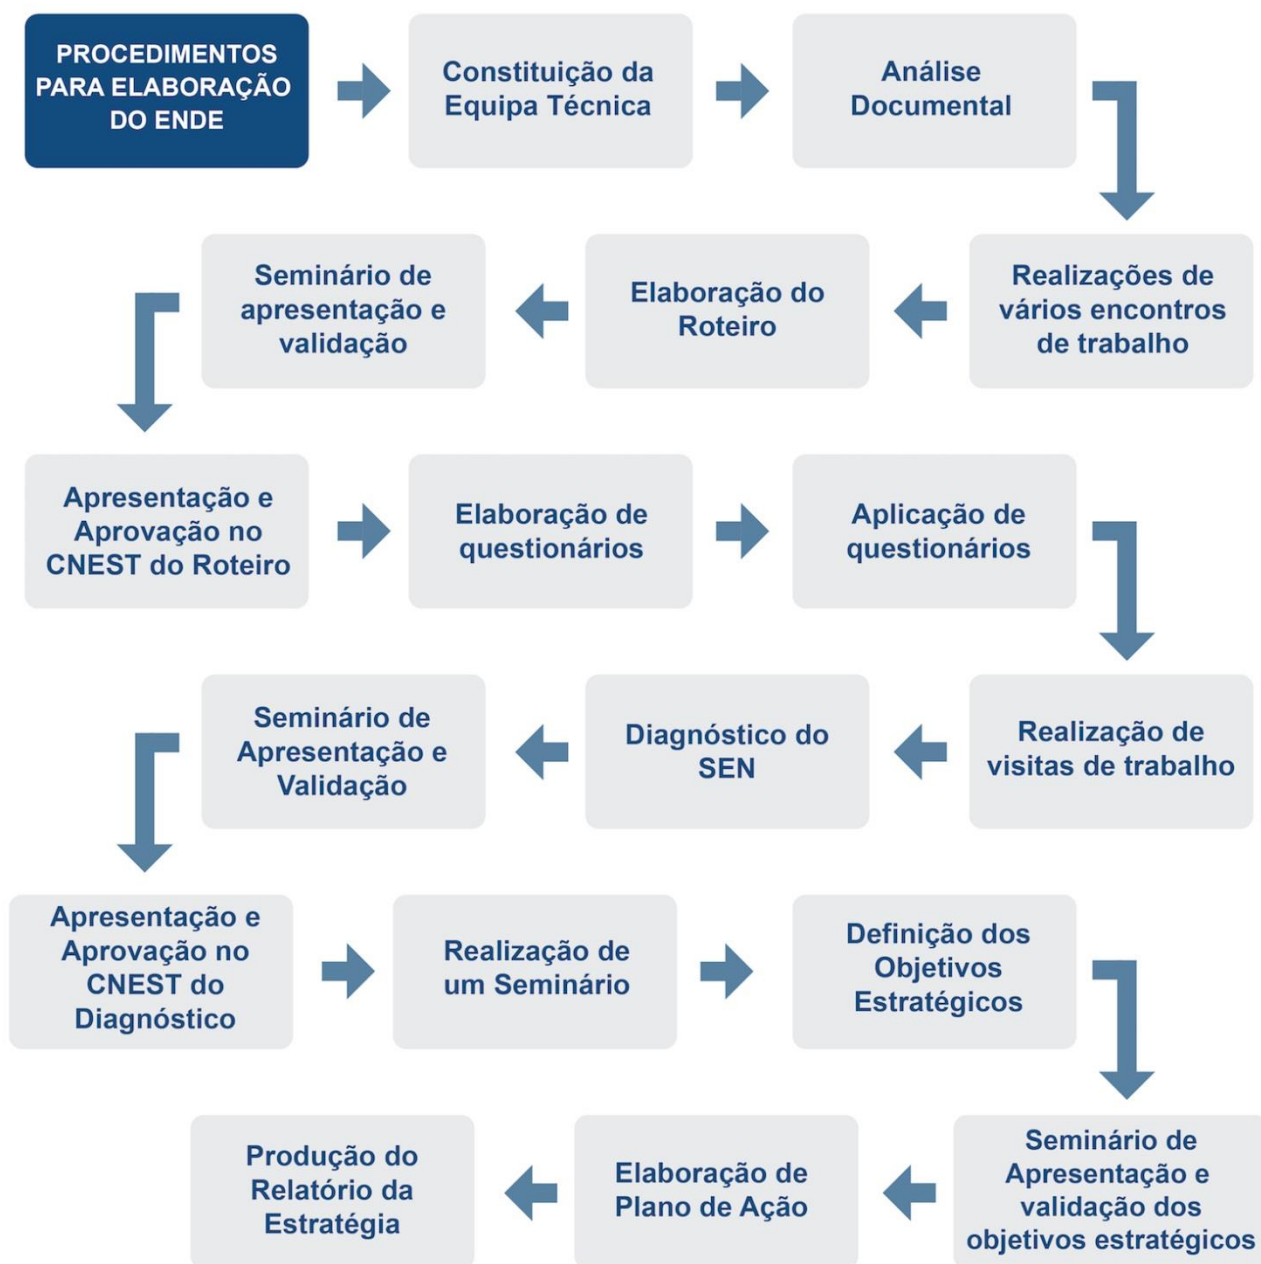 PROCEDIMENTOS
PARA ELABORAÇÃO
DO ENDE
Constituição da
Equipa Técnica
Análise
Documental
Realizações de
vários encontros
de trabalho
Elaboração do
Roteiro
Seminário de
apresentação e
validação
Apresentação e
Aprovação no
CNEST do Roteiro
Elaboração de
questionários
Aplicação de
questionários
Realização de
visitas de trabalho
Diagnóstico do
SEN
Seminário de
Apresentação e
Validação
Apresentação e
Aprovação no
CNEST do
Diagnóstico
Realização de
um Seminário
Definição dos
Objetivos
Estratégicos
Seminário de
Apresentação e
validação dos
objetivos estratégicos
Elaboração de
Plano de Ação
Produção do
Relatório da
Estratégia